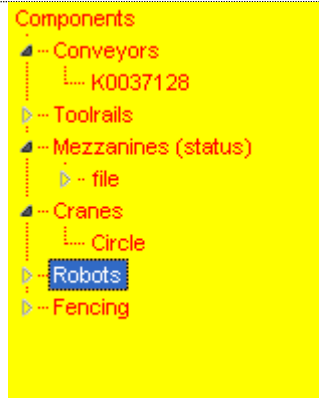 Components
Conveyors
K0037128
Toolrails
Mezzanines (status)
file
Cranes
Circle
Robots
Fencing